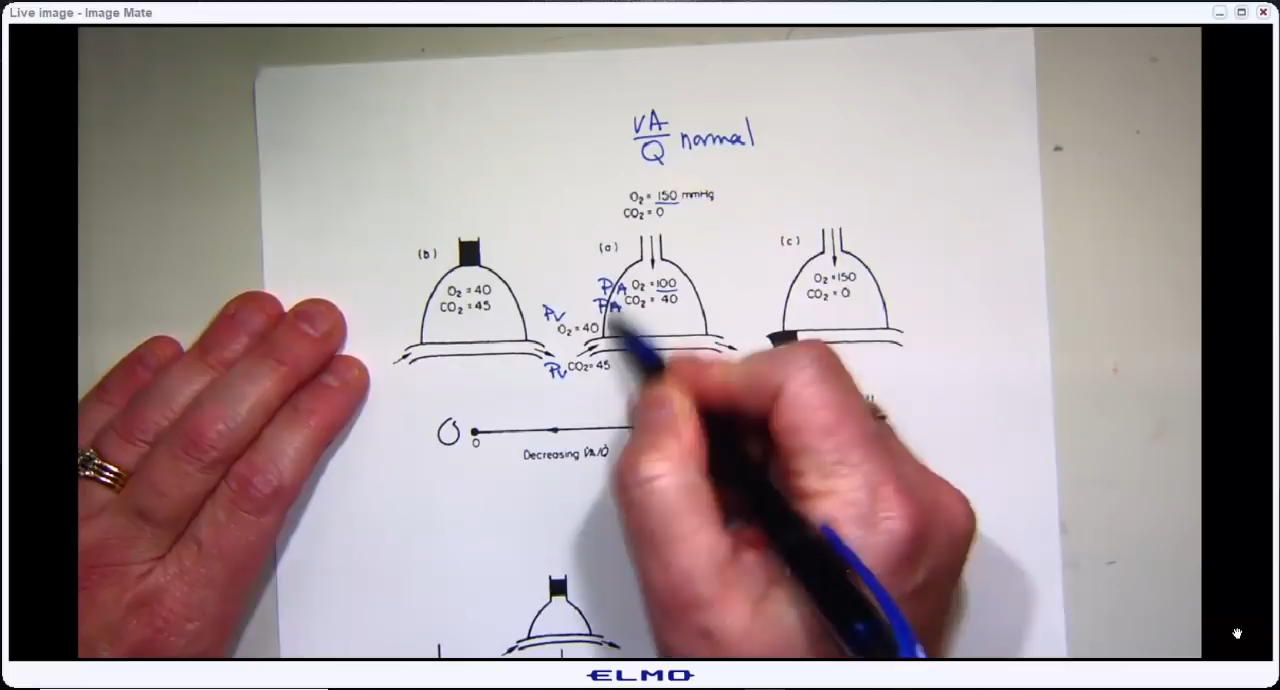 Live image - Image Mate
VA
Q normal
O₂ = 150 mmHg
CO₂ = 0
(b)
(a)
(c)
O₂ = 40
CO₂ = 45
PA O₂ = 100
PA CO₂ = 40
O₂ = 150
CO₂ = 0
Pv
O₂ = 40
Pv CO₂ = 45
O
0
Decreasing V̇A/Q̇
ELMO